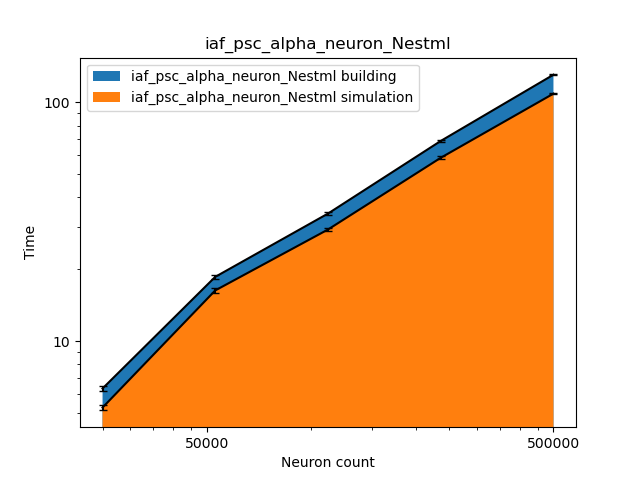 iaf_psc_alpha_neuron_Nestml
iaf_psc_alpha_neuron_Nestml building
iaf_psc_alpha_neuron_Nestml simulation
100
10
Time
50000
500000
Neuron count